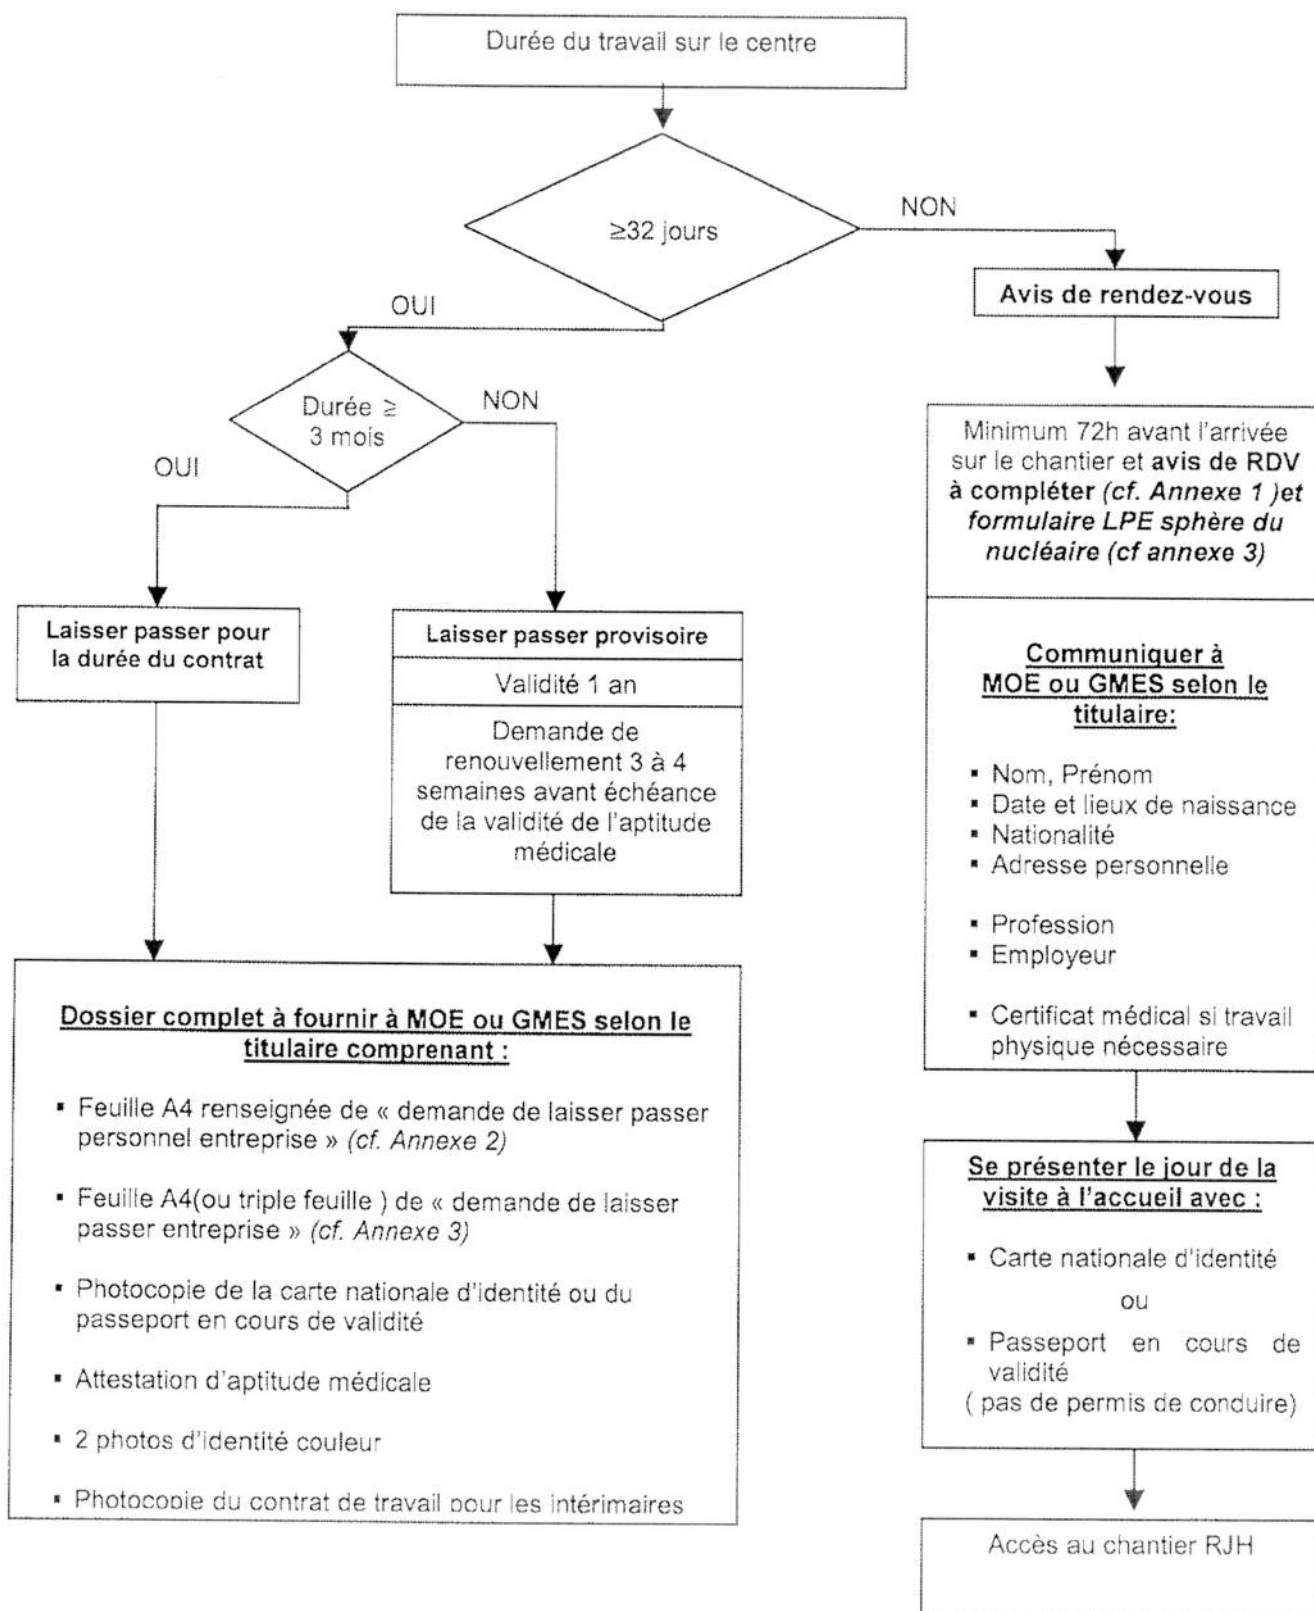 Durée du travail sur le centre
≥32 jours
NON
OUI
Avis de rendez-vous
Durée ≥
3 mois
NON
OUI
Minimum 72h avant l'arrivée
sur le chantier et avis de RDV
à compléter (cf. Annexe 1 )et
formulaire LPE sphère du
nucléaire (cf annexe 3)
Laisser passer pour
la durée du contrat
Laisser passer provisoire
Validité 1 an
Demande de
renouvellement 3 à 4
semaines avant échéance
de la validité de l'aptitude
médicale
Communiquer à
MOE ou GMES selon le
titulaire:
▪ Nom, Prénom
▪ Date et lieux de naissance
▪ Nationalité
▪ Adresse personnelle
▪ Profession
▪ Employeur
▪ Certificat médical si travail
physique nécessaire
Dossier complet à fournir à MOE ou GMES selon le
titulaire comprenant :
▪ Feuille A4 renseignée de « demande de laisser passer
personnel entreprise » (cf. Annexe 2)
▪ Feuille A4(ou triple feuille ) de « demande de laisser
passer entreprise » (cf. Annexe 3)
▪ Photocopie de la carte nationale d'identité ou du
passeport en cours de validité
▪ Attestation d'aptitude médicale
▪ 2 photos d'identité couleur
▪ Photocopie du contrat de travail pour les intérimaires
Se présenter le jour de la
visite à l'accueil avec :
▪ Carte nationale d'identité
ou
▪ Passeport en cours de
validité
( pas de permis de conduire)
Accès au chantier RJH